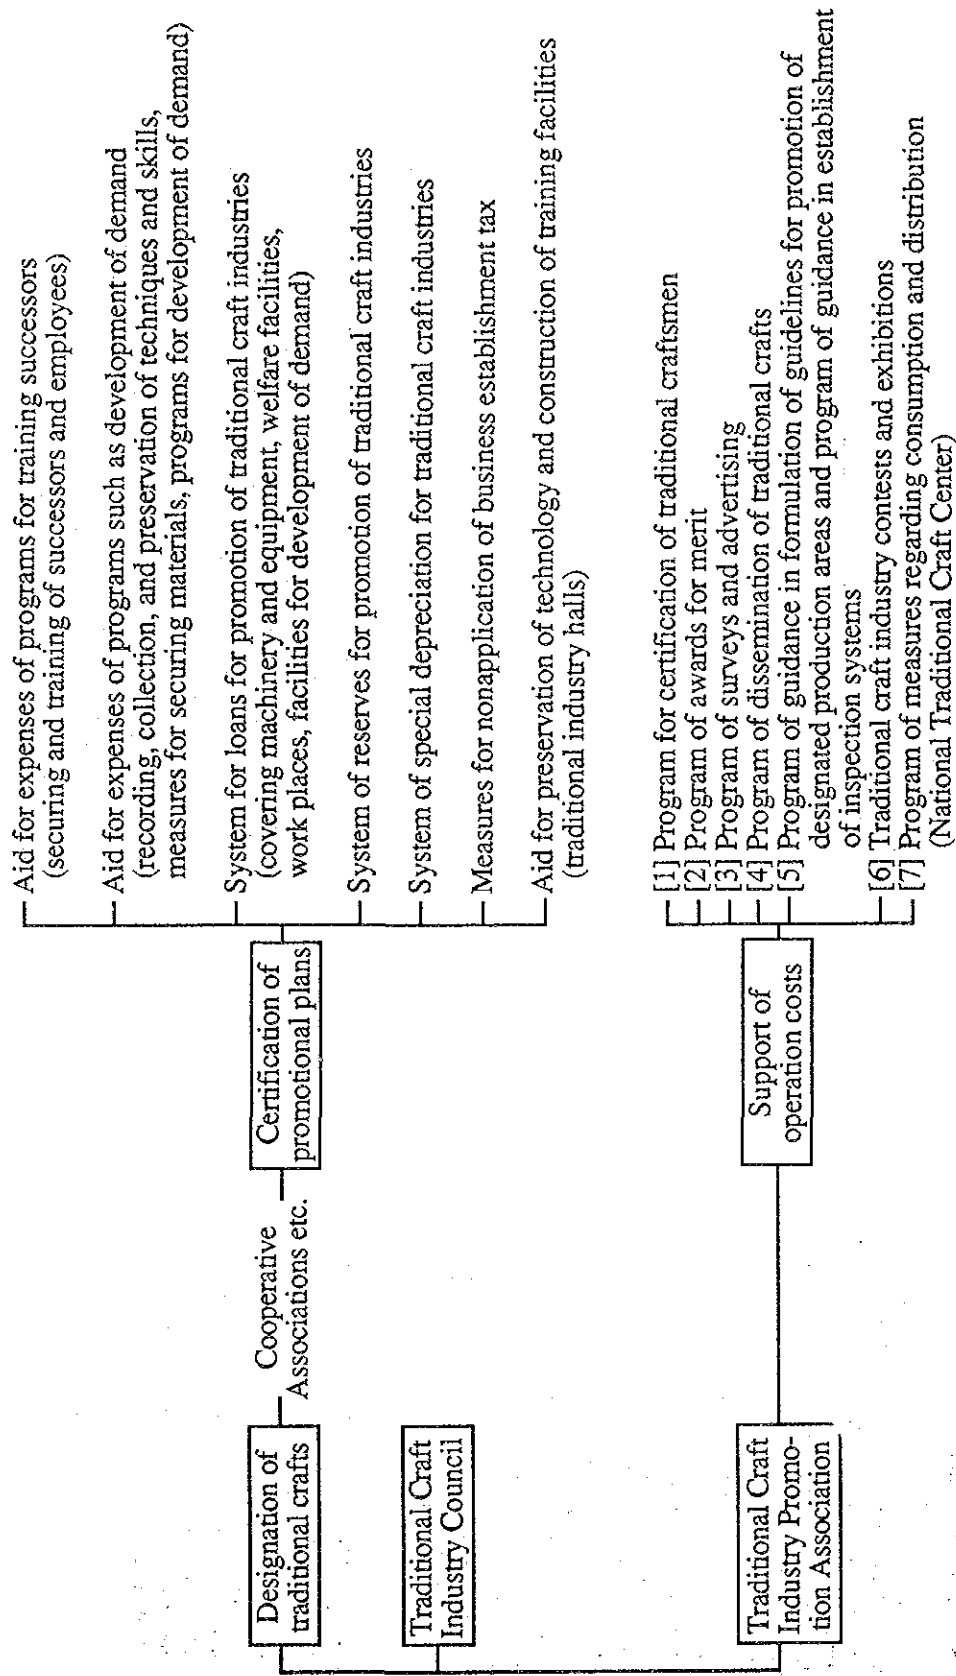 Designation of
traditional crafts
Cooperative
Associations etc.
Certification of
promotional plans
Aid for expenses of programs for training successors
(securing and training of successors and employees)
Aid for expenses of programs such as development of demand
(recording, collection, and preservation of techniques and skills,
measures for securing materials, programs for development of demand)
System for loans for promotion of traditional craft industries
(covering machinery and equipment, welfare facilities,
work places, facilities for development of demand)
System of reserves for promotion of traditional craft industries
System of special depreciation for traditional craft industries
Measures for nonapplication of business establishment tax
Aid for preservation of technology and construction of training facilities
(traditional industry halls)
Traditional Craft
Industry Council
Traditional Craft
Industry Promo-
tion Association
Support of
operation costs
[1] Program for certification of traditional craftsmen
[2] Program of awards for merit
[3] Program of surveys and advertising
[4] Program of dissemination of traditional crafts
[5] Program of guidance in formulation of guidelines for promotion of
designated production areas and program of guidance in establishment
of inspection systems
[6] Traditional craft industry contests and exhibitions
[7] Program of measures regarding consumption and distribution
(National Traditional Craft Center)